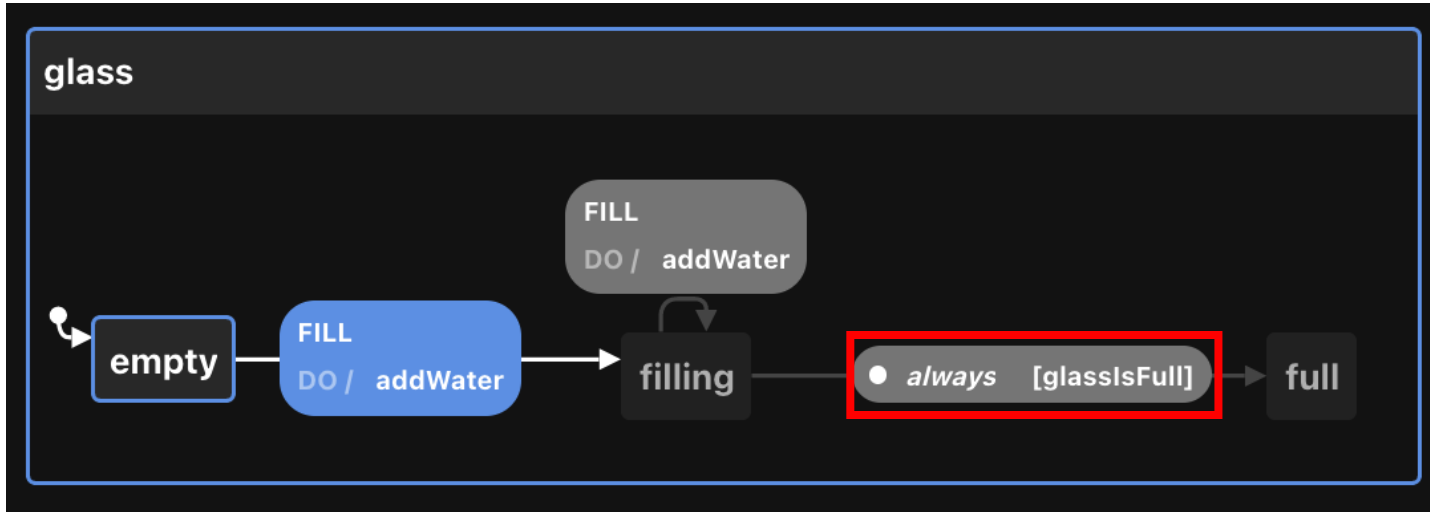 glass
FILL
DO / addWater
empty
FILL
DO / addWater
filling
always [glassIsFull]
full